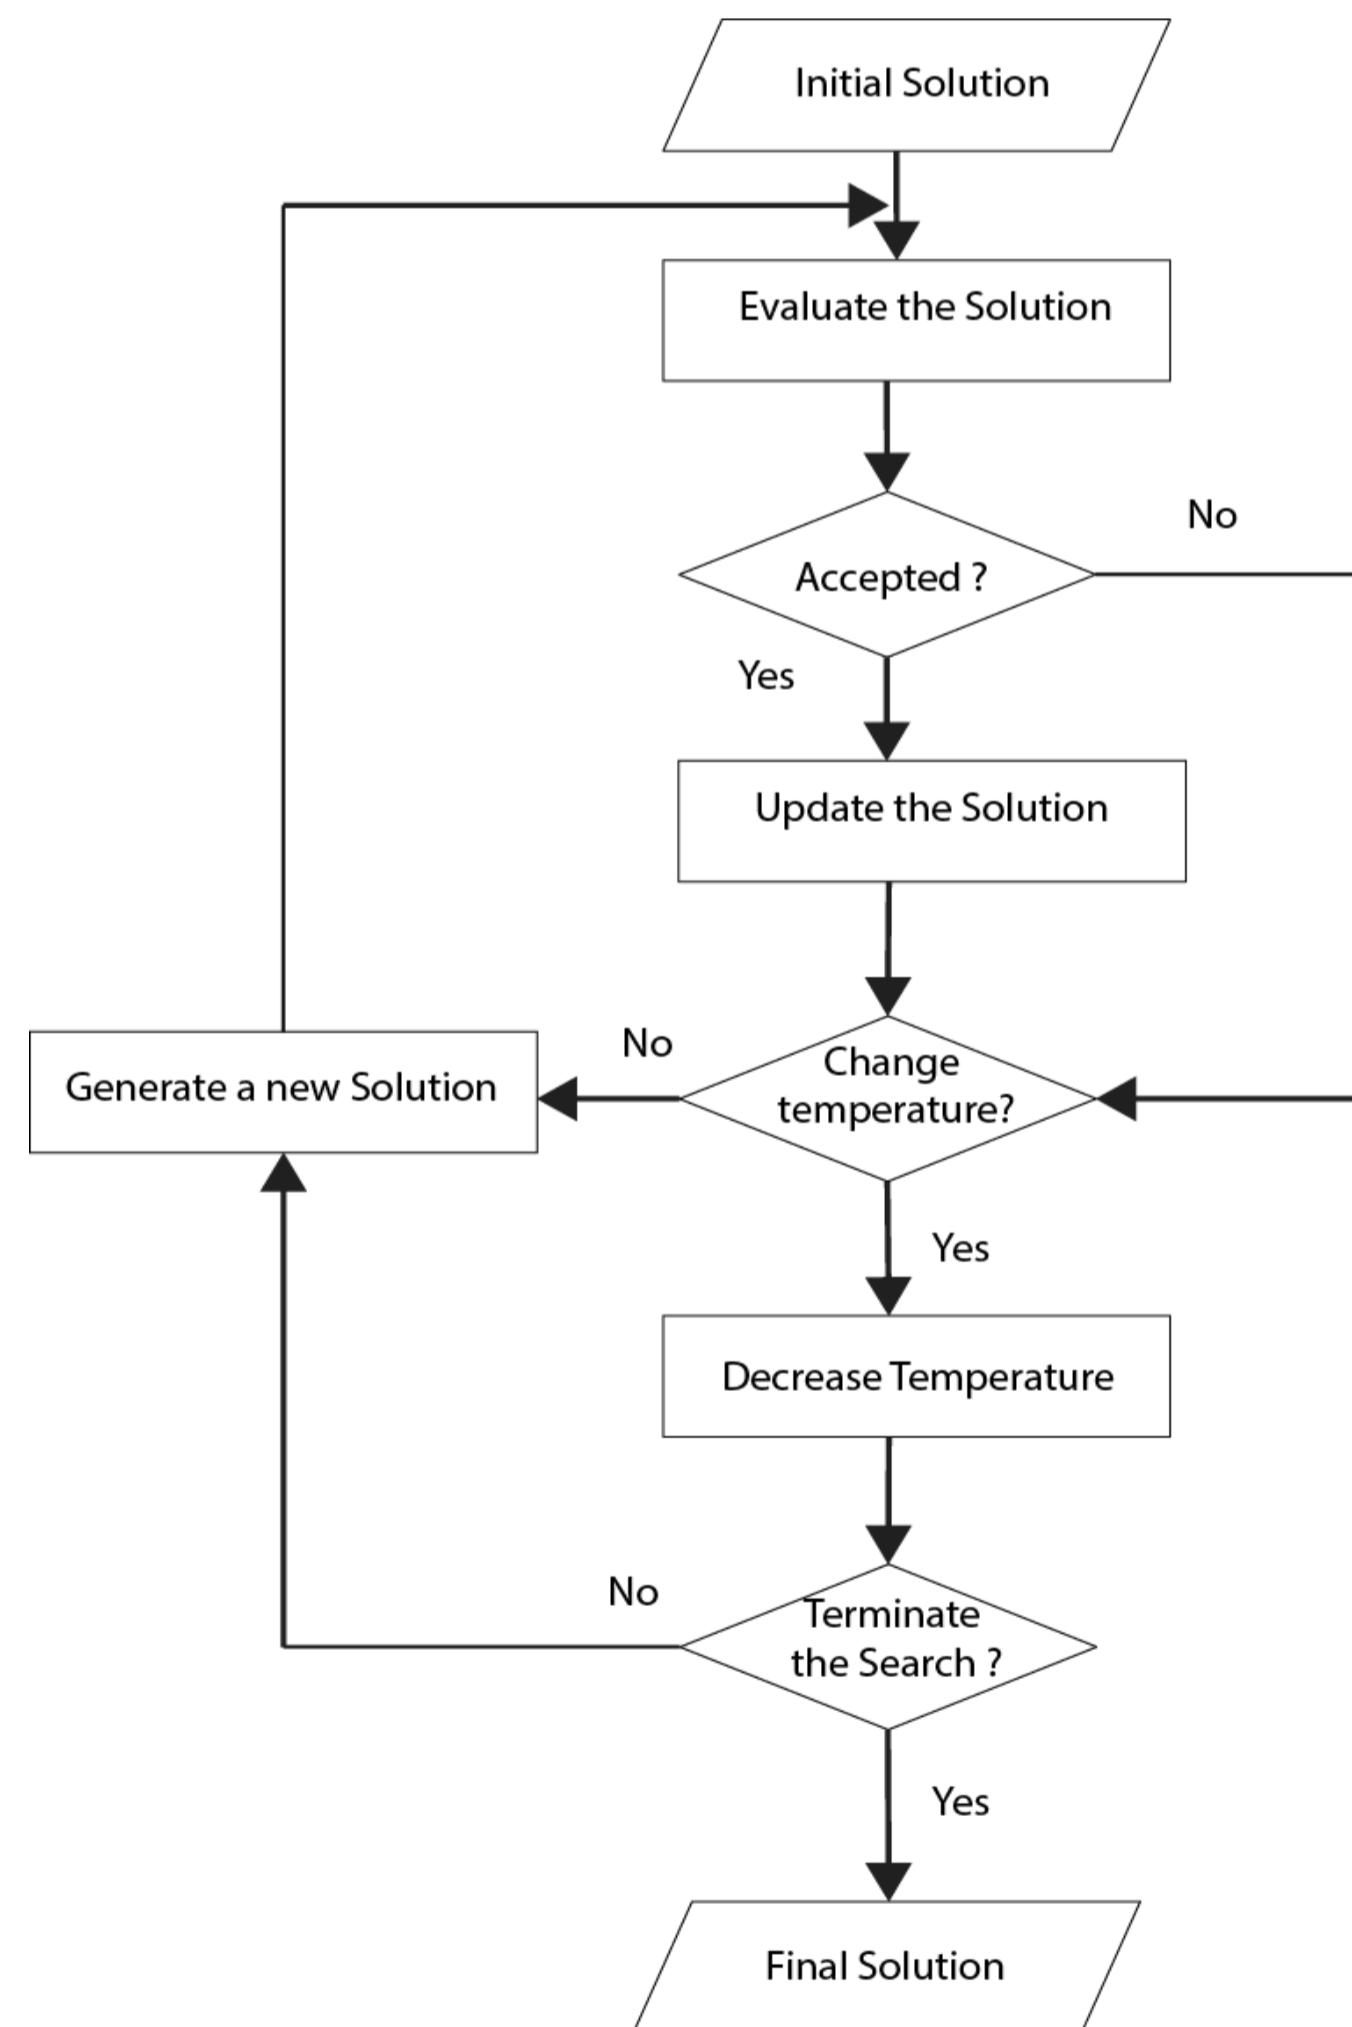 Initial Solution
Evaluate the Solution
No
Accepted ?
Yes
Update the Solution
No
Change
temperature?
Generate a new Solution
Yes
Decrease Temperature
No
Terminate
the Search ?
Yes
Final Solution